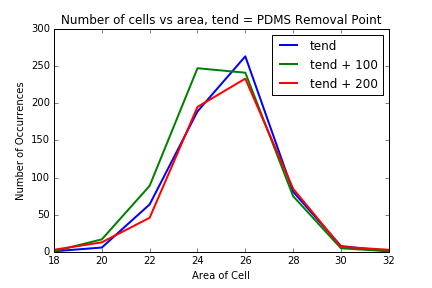 Number of cells vs area, tend = PDMS Removal Point
300
250
200
150
100
50
0
Number of Occurrences
tend
tend + 100
tend + 200
18 20 22 24 26 28 30 32
Area of Cell